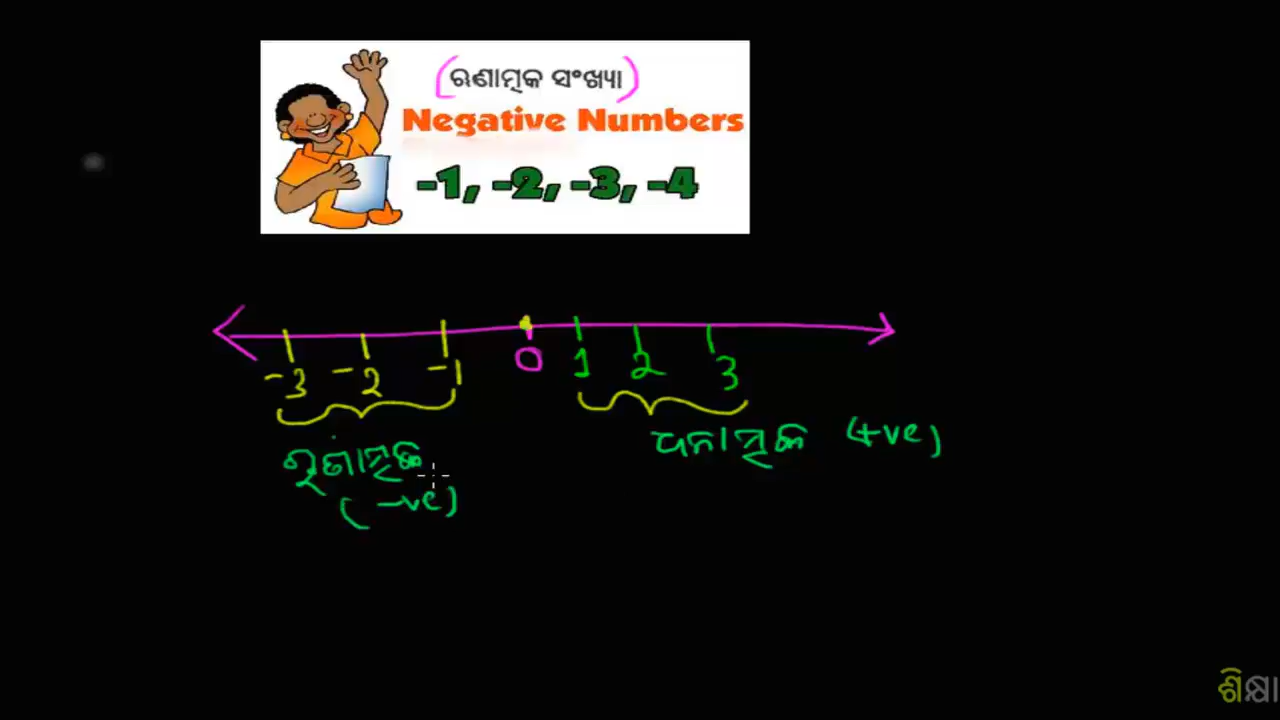 (ଋଣାତ୍ମକ ସଂଖ୍ୟା)
Negative Numbers
-1, -2, -3, -4
-3 -2 -1 0 1 2 3
ଋଣାତ୍ମକ ଧନାତ୍ମକ (+ve)
(-ve)
ଶିକ୍ଷା